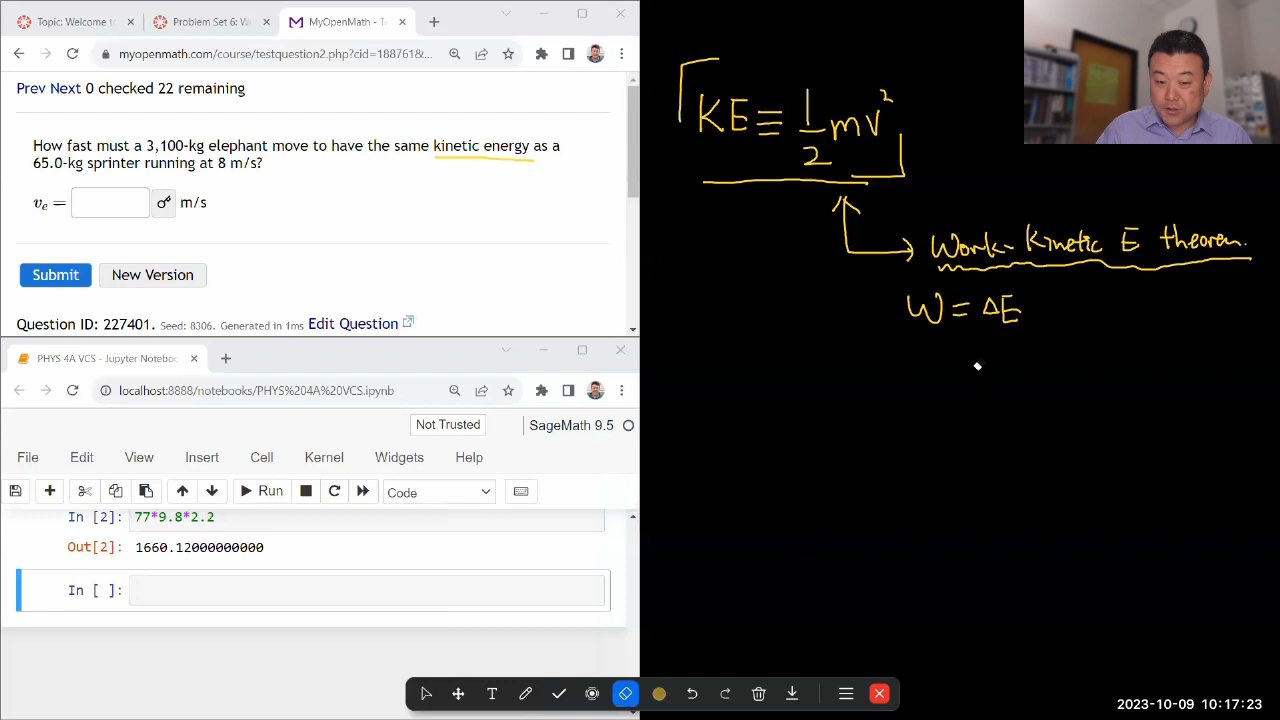 Topic: Welcome to
Problem Set 6: W
MyOpenMath - Te
myopenmath.com/course/testquestion2.php?cid=188761&...
Prev Next 0 checked 22 remaining
How fast must a 3,100-kg elephant move to have the same kinetic energy as a
65.0-kg sprinter running at 8 m/s?
vₑ = m/s
Submit
New Version
Question ID: 227401. Seed: 8306. Generated in 1ms Edit Question
PHYS 4A VCS - Jupyter Notebo
localhost:8888/notebooks/PHYS%204A%20VCS.ipynb
Not Trusted
SageMath 9.5
File Edit View Insert Cell Kernel Widgets Help
Run
Code
In [2]: 77*9.8*2.2
Out[2]: 1660.12000000000
In [ ]:
KE ≡ 1/2 mv²
Work-Kinetic E theorem.
W = ΔE
2023-10-09 10:17:23